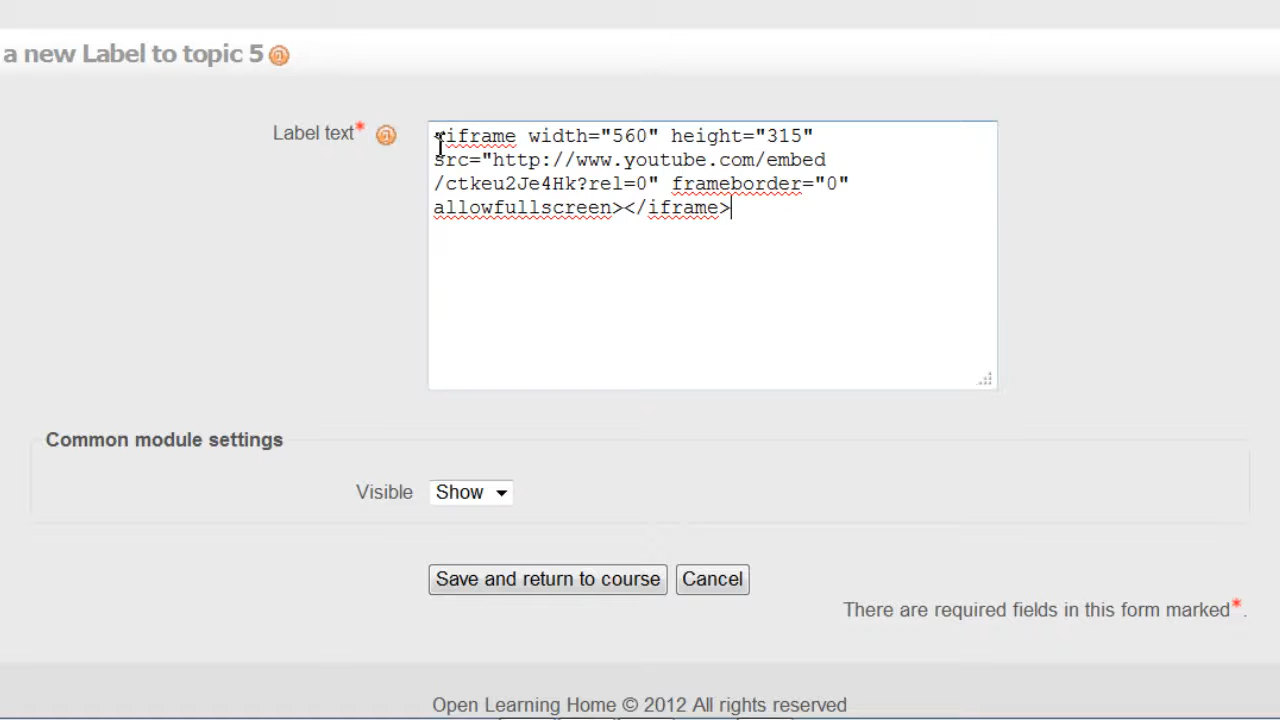 a new Label to topic 5
Label text*
<iframe width="560" height="315"
src="http://www.youtube.com/embed
/ctkeu2Je4Hk?rel=0" frameborder="0"
allowfullscreen></iframe>
Common module settings
Visible Show
Save and return to course Cancel
There are required fields in this form marked*.
Open Learning Home © 2012 All rights reserved